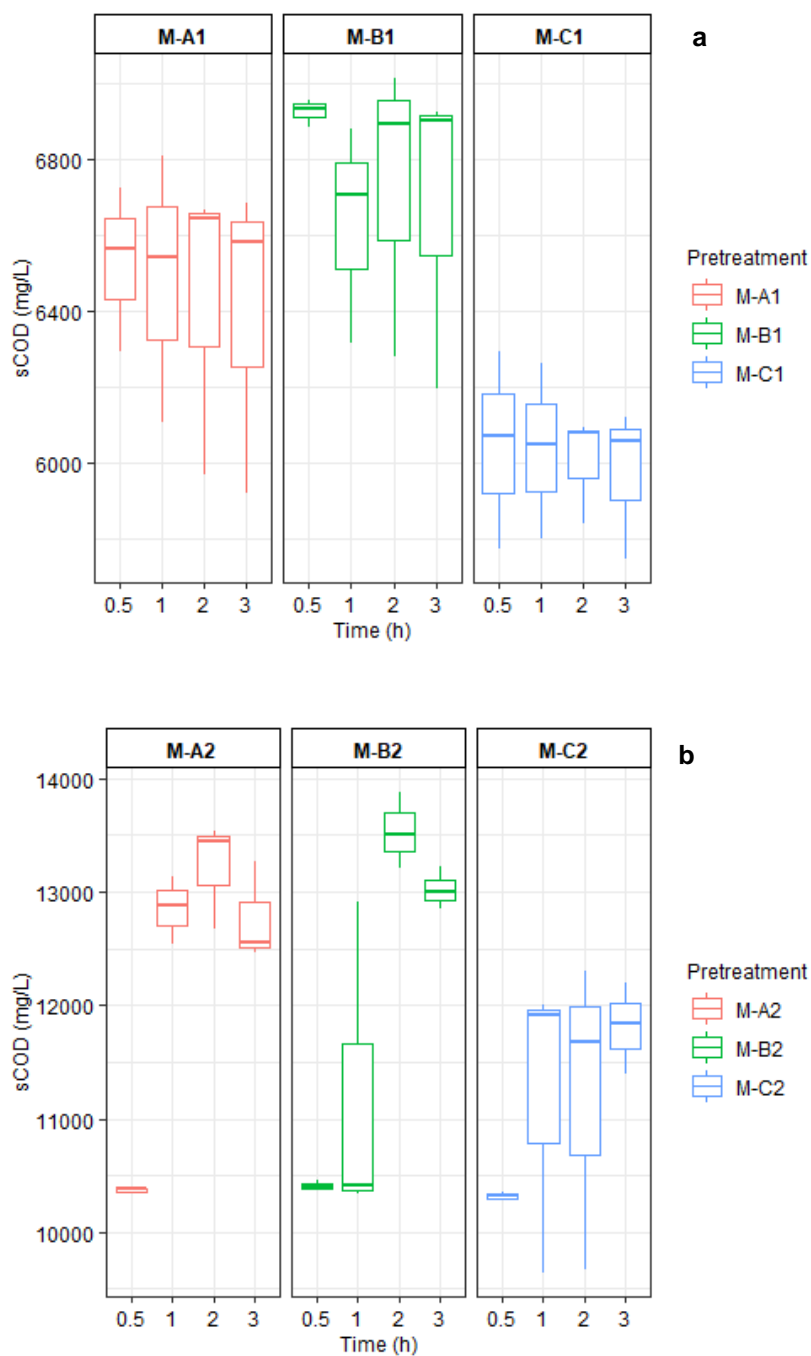 M-A1 M-B1 M-C1 a
6800
6400
6000
sCOD (mg/L)
0.5 1 2 3 0.5 1 2 3 0.5 1 2 3
Time (h)
Pretreatment
M-A1
M-B1
M-C1
M-A2 M-B2 M-C2 b
14000
13000
12000
11000
10000
sCOD (mg/L)
0.5 1 2 3 0.5 1 2 3 0.5 1 2 3
Time (h)
Pretreatment
M-A2
M-B2
M-C2